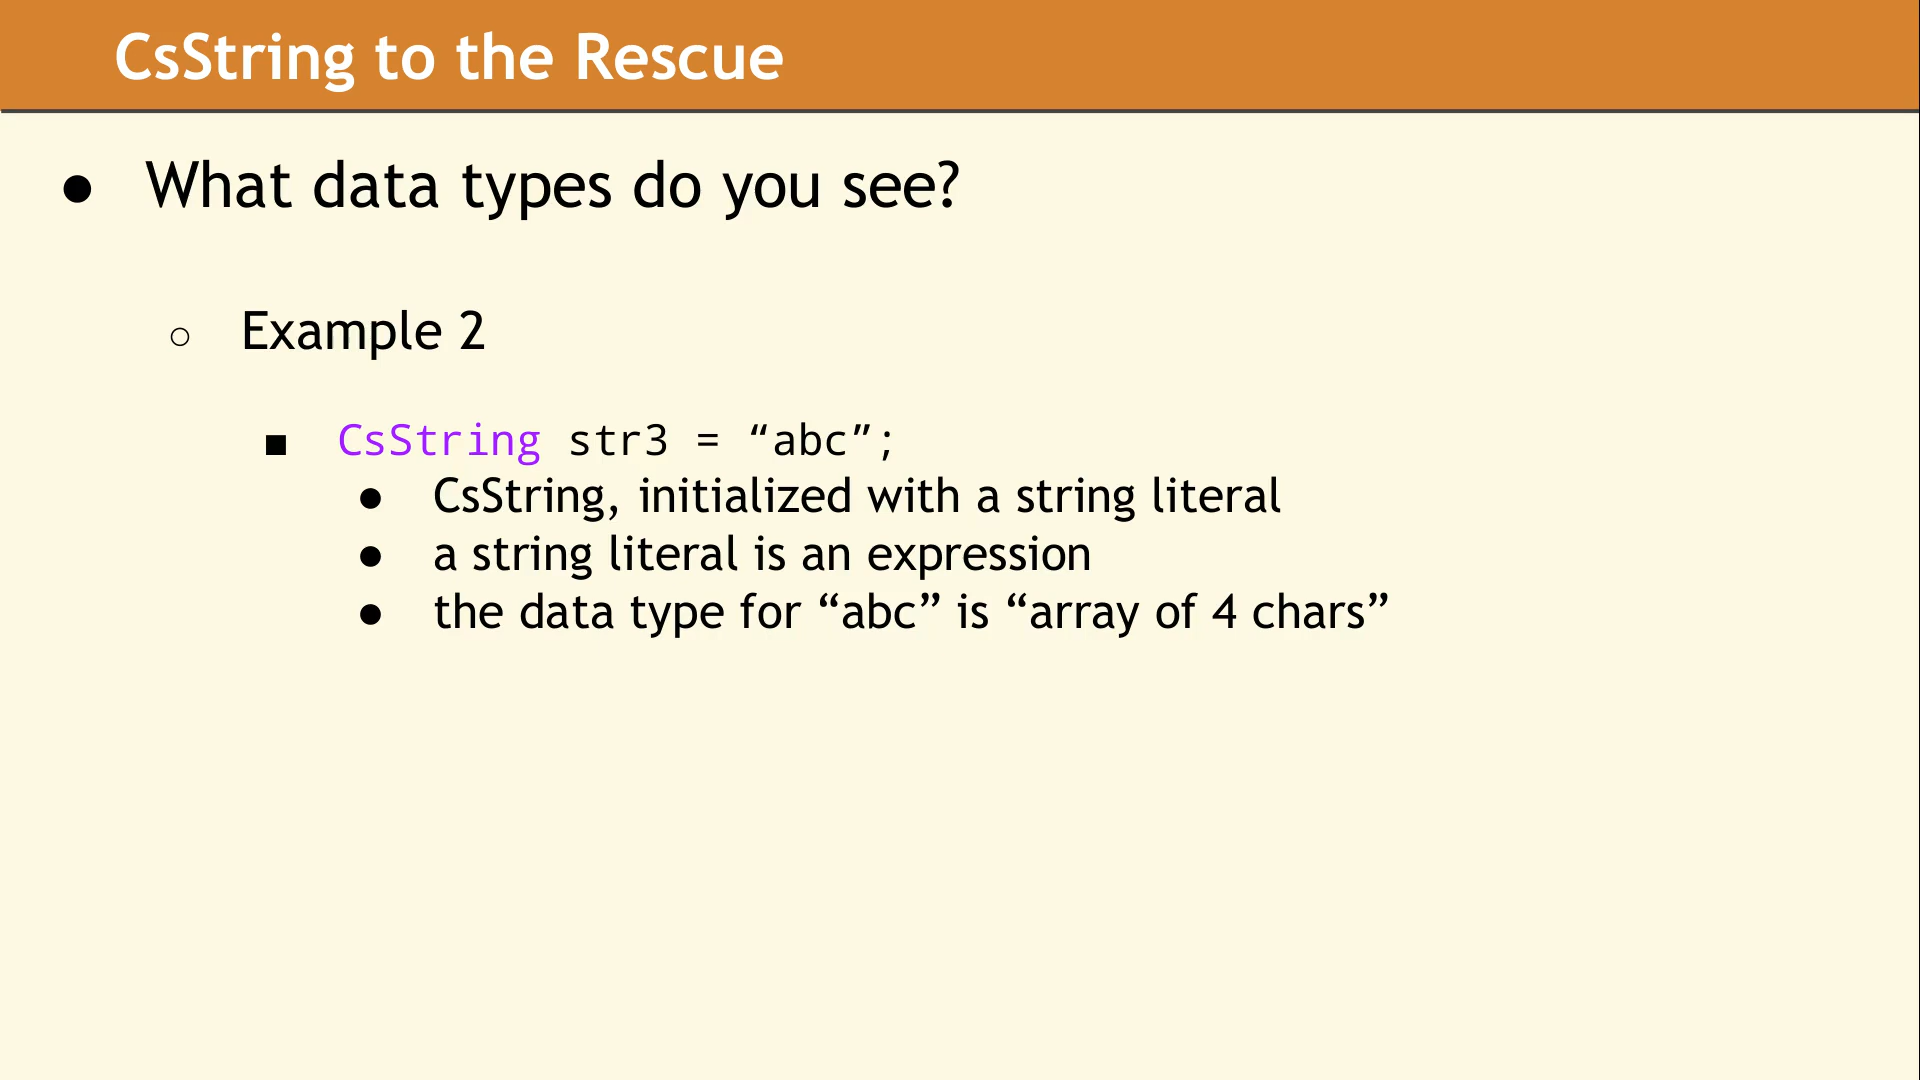 CsString to the Rescue
● What data types do you see?
○ Example 2
■ CsString str3 = “abc”;
● CsString, initialized with a string literal
● a string literal is an expression
● the data type for “abc” is “array of 4 chars”